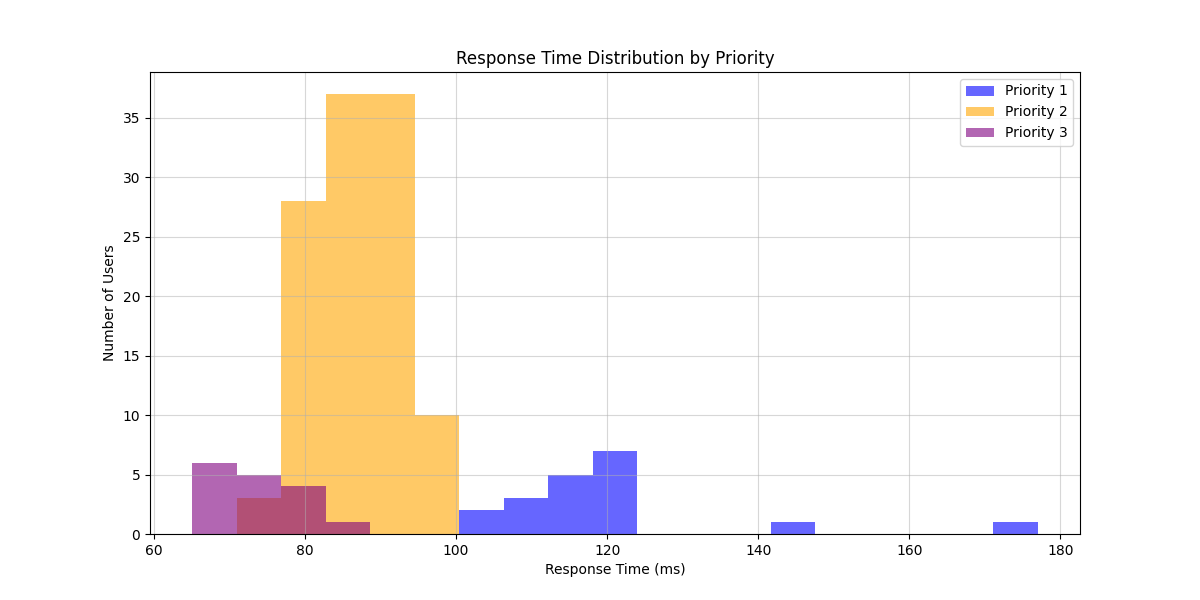 Response Time Distribution by Priority
Priority 1
Priority 2
Priority 3
Number of Users
35
30
25
20
15
10
5
0
60 80 100 120 140 160 180
Response Time (ms)